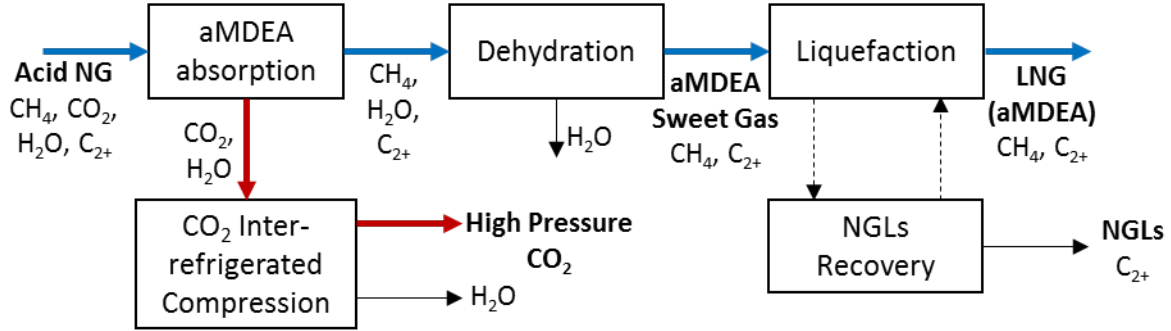 aMDEA
absorption
Dehydration
Liquefaction
Acid NG
CH₄, CO₂,
H₂O, C₂₊
CH₄,
H₂O,
C₂₊
aMDEA
Sweet Gas
CH₄, C₂₊
LNG
(aMDEA)
CH₄, C₂₊
CO₂,
H₂O
H₂O
CO₂ Inter-
refrigerated
Compression
High Pressure
CO₂
H₂O
NGLs
Recovery
NGLs
C₂₊